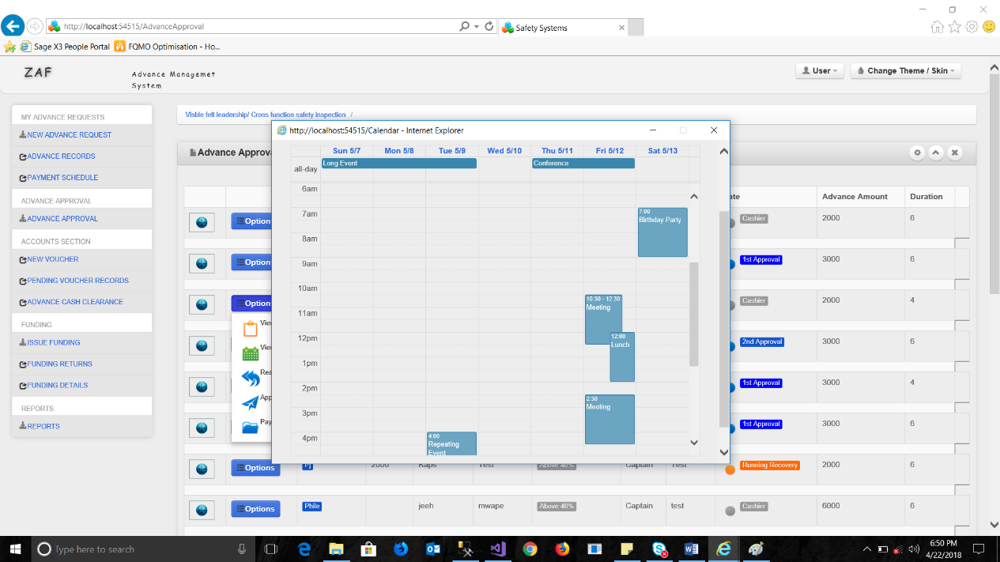 http://localhost:54515/AdvanceApproval
Safety Systems
Sage X3 People Portal
FQMO Optimisation - Ho...
ZAF
Advance Managemet
System
User
Change Theme / Skin
MY ADVANCE REQUESTS
NEW ADVANCE REQUEST
ADVANCE RECORDS
PAYMENT SCHEDULE
ADVANCE APPROVAL
ADVANCE APPROVAL
ACCOUNTS SECTION
NEW VOUCHER
PENDING VOUCHER RECORDS
ADVANCE CASH CLEARANCE
FUNDING
ISSUE FUNDING
FUNDING RETURNS
FUNDING DETAILS
REPORTS
REPORTS
Visble felt leadership/ Cross function safety inspection /
Advance Approva
http://localhost:54515/Calendar - Internet Explorer
Sun 5/7 Mon 5/8 Tue 5/9 Wed 5/10 Thu 5/11 Fri 5/12 Sat 5/13
Long Event Conference
all-day
6am
7am
7:00
Birthday Party
8am
9am
10am
10:30 - 12:30
Meeting
11am
12pm
12:00
Lunch
1pm
2pm
2:30
Meeting
3pm
4pm
4:00
Repeating
Event
ate Advance Amount Duration
Option Cashier 2000 6
Option 1st Approval 3000 6
Option Cashier 2000 4
2nd Approval 3000 6
1st Approval 3000 4
1st Approval 3000 6
View
View
Rea
App
Pay
Options Pj 2000 Kaps Test Above 40% Captain Test Running Recovery 2000 6
Options Phile jeeh mwape Above 40% Captain test Cashier 6000 6
Type here to search
6:50 PM
4/22/2018